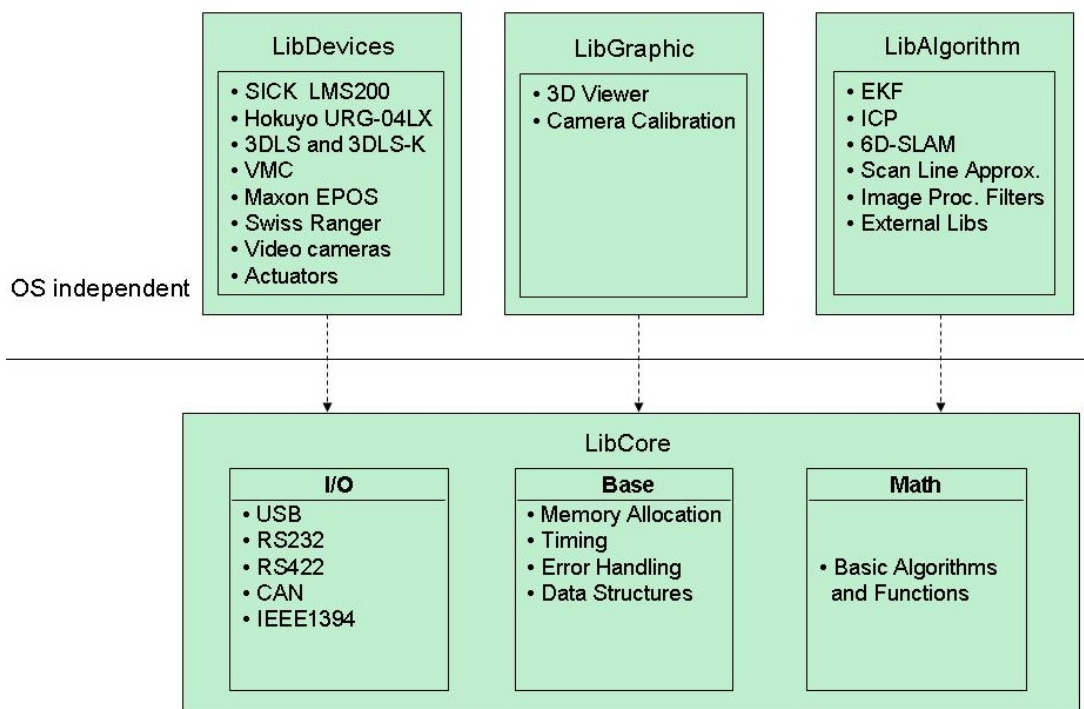 LibDevices
• SICK LMS200
• Hokuyo URG-04LX
• 3DLS and 3DLS-K
• VMC
• Maxon EPOS
• Swiss Ranger
• Video cameras
• Actuators
LibGraphic
• 3D Viewer
• Camera Calibration
LibAlgorithm
• EKF
• ICP
• 6D-SLAM
• Scan Line Approx.
• Image Proc. Filters
• External Libs
OS independent
LibCore
I/O
• USB
• RS232
• RS422
• CAN
• IEEE1394
Base
• Memory Allocation
• Timing
• Error Handling
• Data Structures
Math
• Basic Algorithms
and Functions